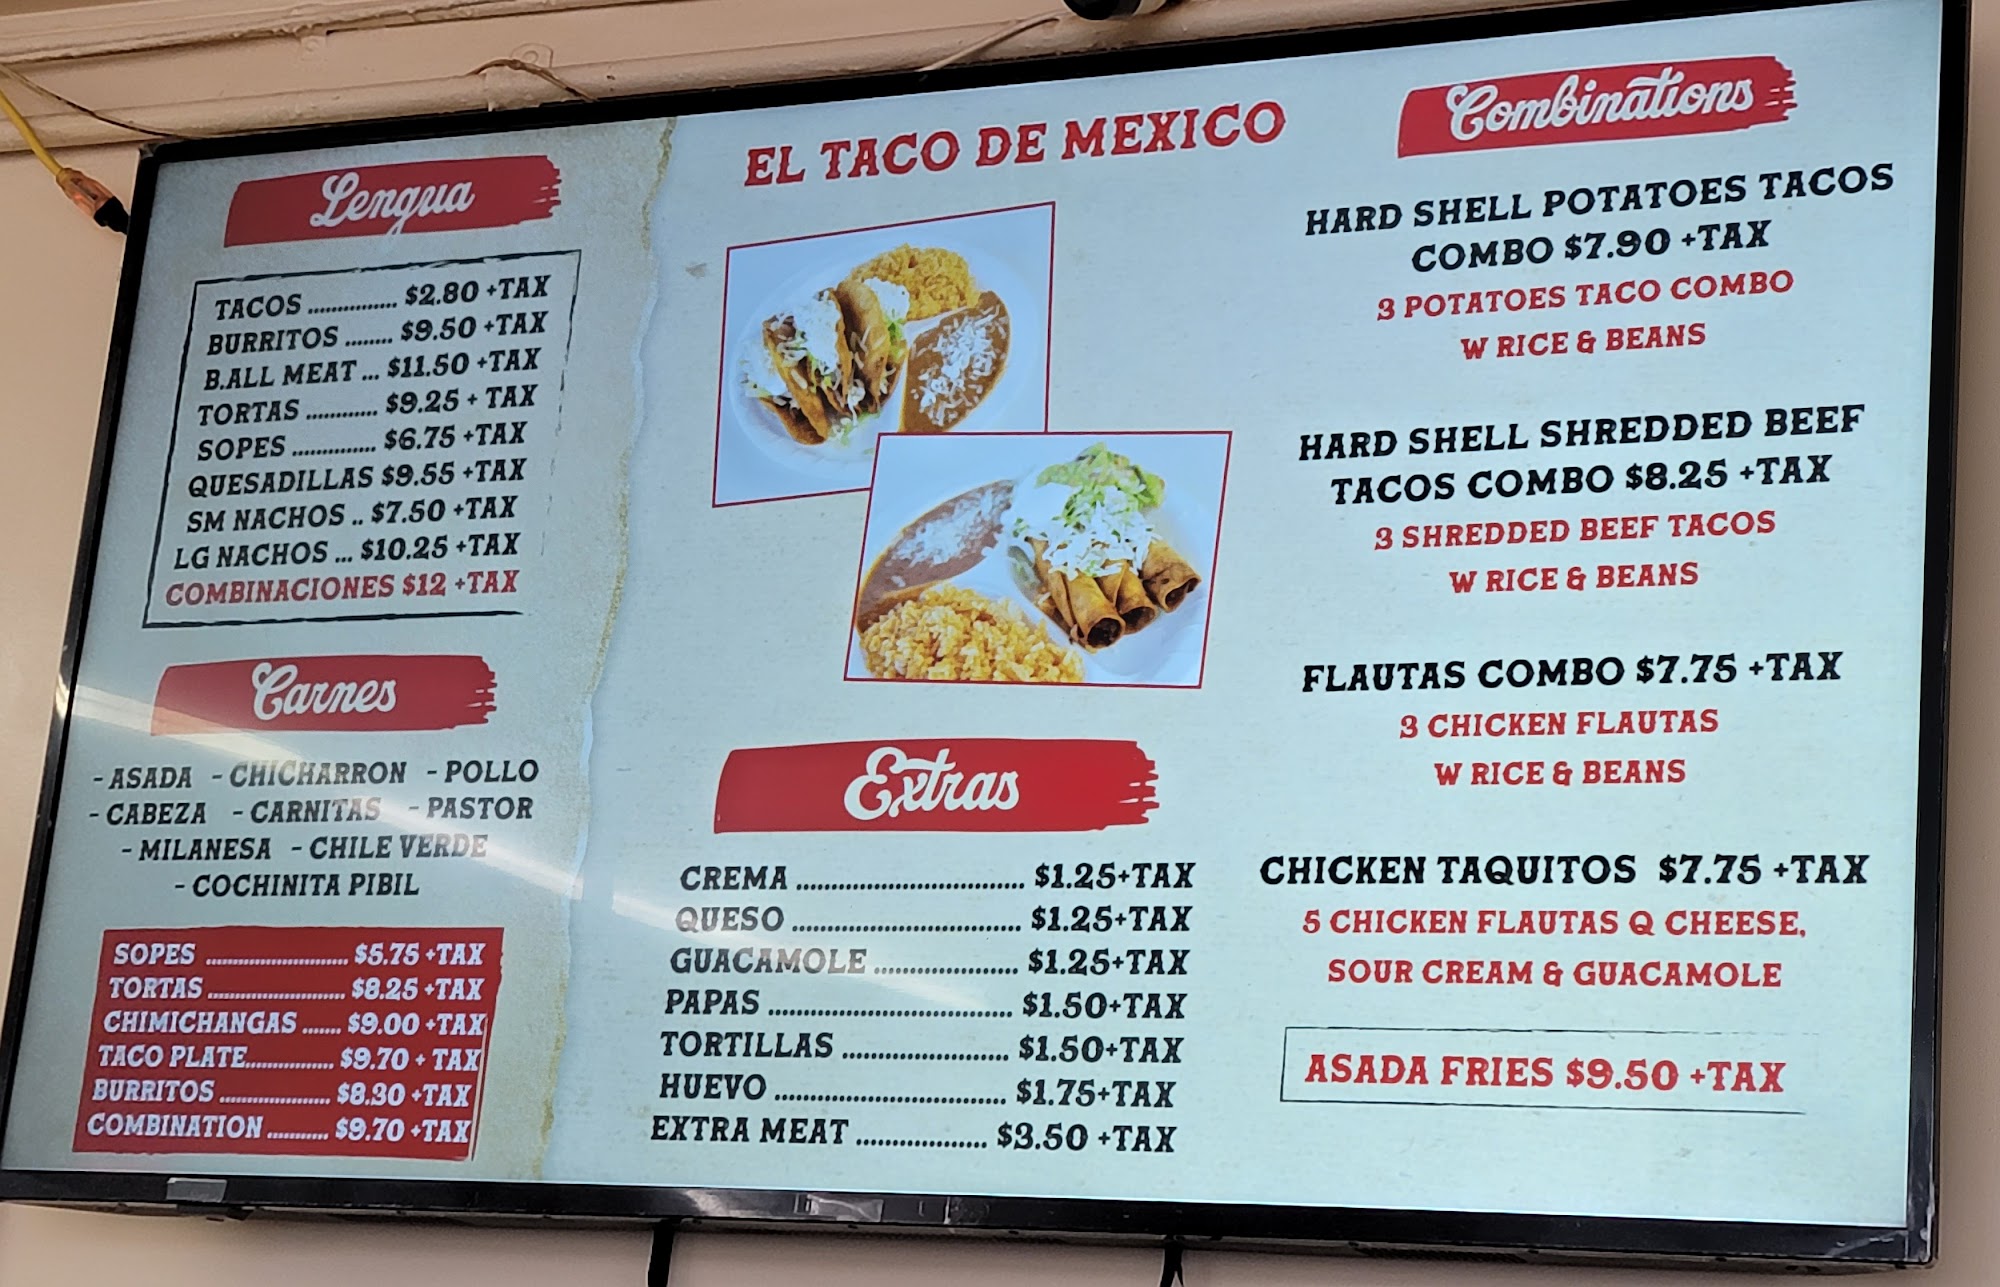 Lengua
TACOS .............. $2.80 +TAX
BURRITOS ........ $9.50 +TAX
B.ALL MEAT ... $11.50 +TAX
TORTAS ............ $9.25 + TAX
SOPES .............. $6.75 +TAX
QUESADILLAS $9.55 +TAX
SM NACHOS .. $7.50 +TAX
LG NACHOS ... $10.25 +TAX
COMBINACIONES $12 +TAX
Carnes
- ASADA - CHICHARRON - POLLO
- CABEZA - CARNITAS - PASTOR
- MILANESA - CHILE VERDE
- COCHINITA PIBIL
SOPES ........................ $5.75 +TAX
TORTAS ....................... $8.25 +TAX
CHIMICHANGAS ....... $9.00 +TAX
TACO PLATE............... $9.70 + TAX
BURRITOS ................... $8.30 +TAX
COMBINATION ........... $9.70 +TAX
EL TACO DE MEXICO
Extras
CREMA ................................. $1.25+TAX
QUESO ................................. $1.25+TAX
GUACAMOLE ..................... $1.25+TAX
PAPAS ................................... $1.50+TAX
TORTILLAS ........................ $1.50+TAX
HUEVO ................................. $1.75+TAX
EXTRA MEAT ................... $3.50 +TAX
Combinations
HARD SHELL POTATOES TACOS
COMBO $7.90 +TAX
3 POTATOES TACO COMBO
W RICE & BEANS
HARD SHELL SHREDDED BEEF
TACOS COMBO $8.25 +TAX
3 SHREDDED BEEF TACOS
W RICE & BEANS
FLAUTAS COMBO $7.75 +TAX
3 CHICKEN FLAUTAS
W RICE & BEANS
CHICKEN TAQUITOS $7.75 +TAX
5 CHICKEN FLAUTAS Q CHEESE,
SOUR CREAM & GUACAMOLE
ASADA FRIES $9.50 +TAX